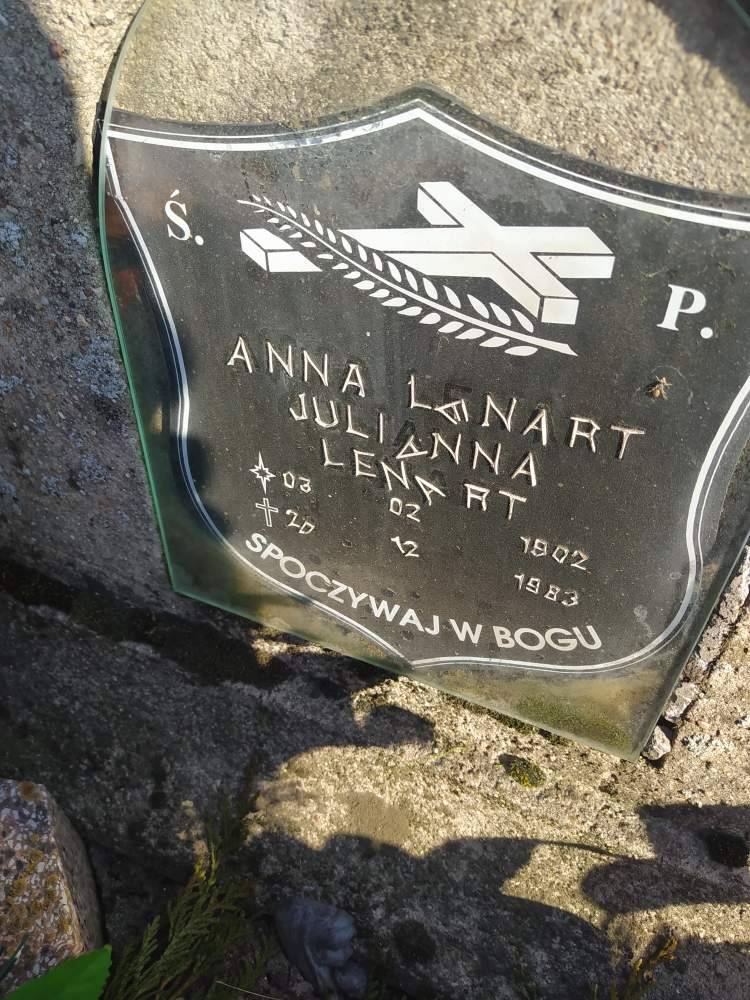 Ś. P.
ANNA LENART
JULIANNA
LENART
03 02 1902
20 12 1983
SPOCZYWAJ W BOGU